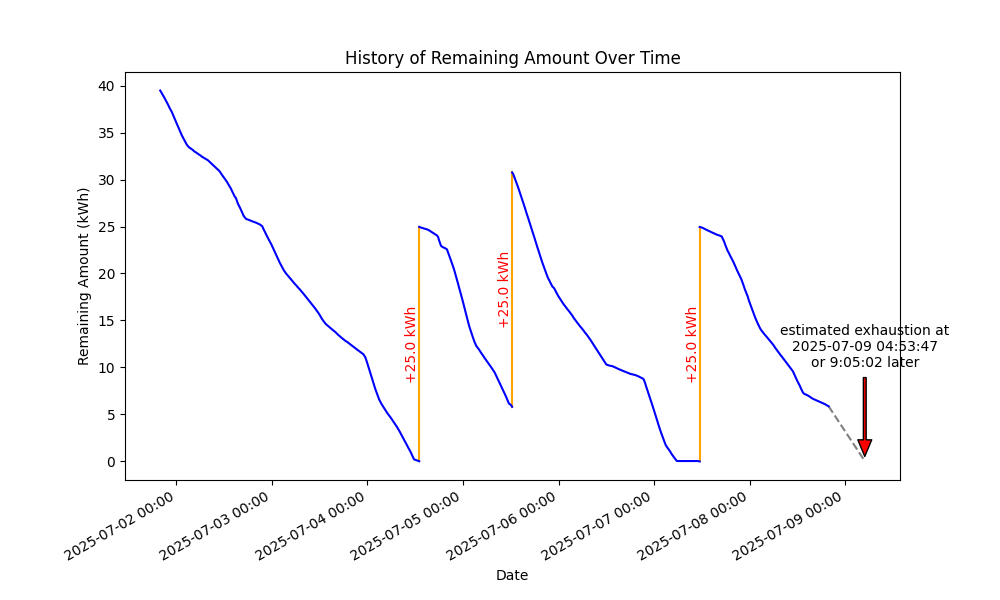 History of Remaining Amount Over Time
Remaining Amount (kWh)
40
35
30
25
20
15
10
5
0
+25.0 kWh
+25.0 kWh
+25.0 kWh
estimated exhaustion at
2025-07-09 04:53:47
or 9:05:02 later
2025-07-02 00:00
2025-07-03 00:00
2025-07-04 00:00
2025-07-05 00:00
2025-07-06 00:00
2025-07-07 00:00
2025-07-08 00:00
2025-07-09 00:00
Date